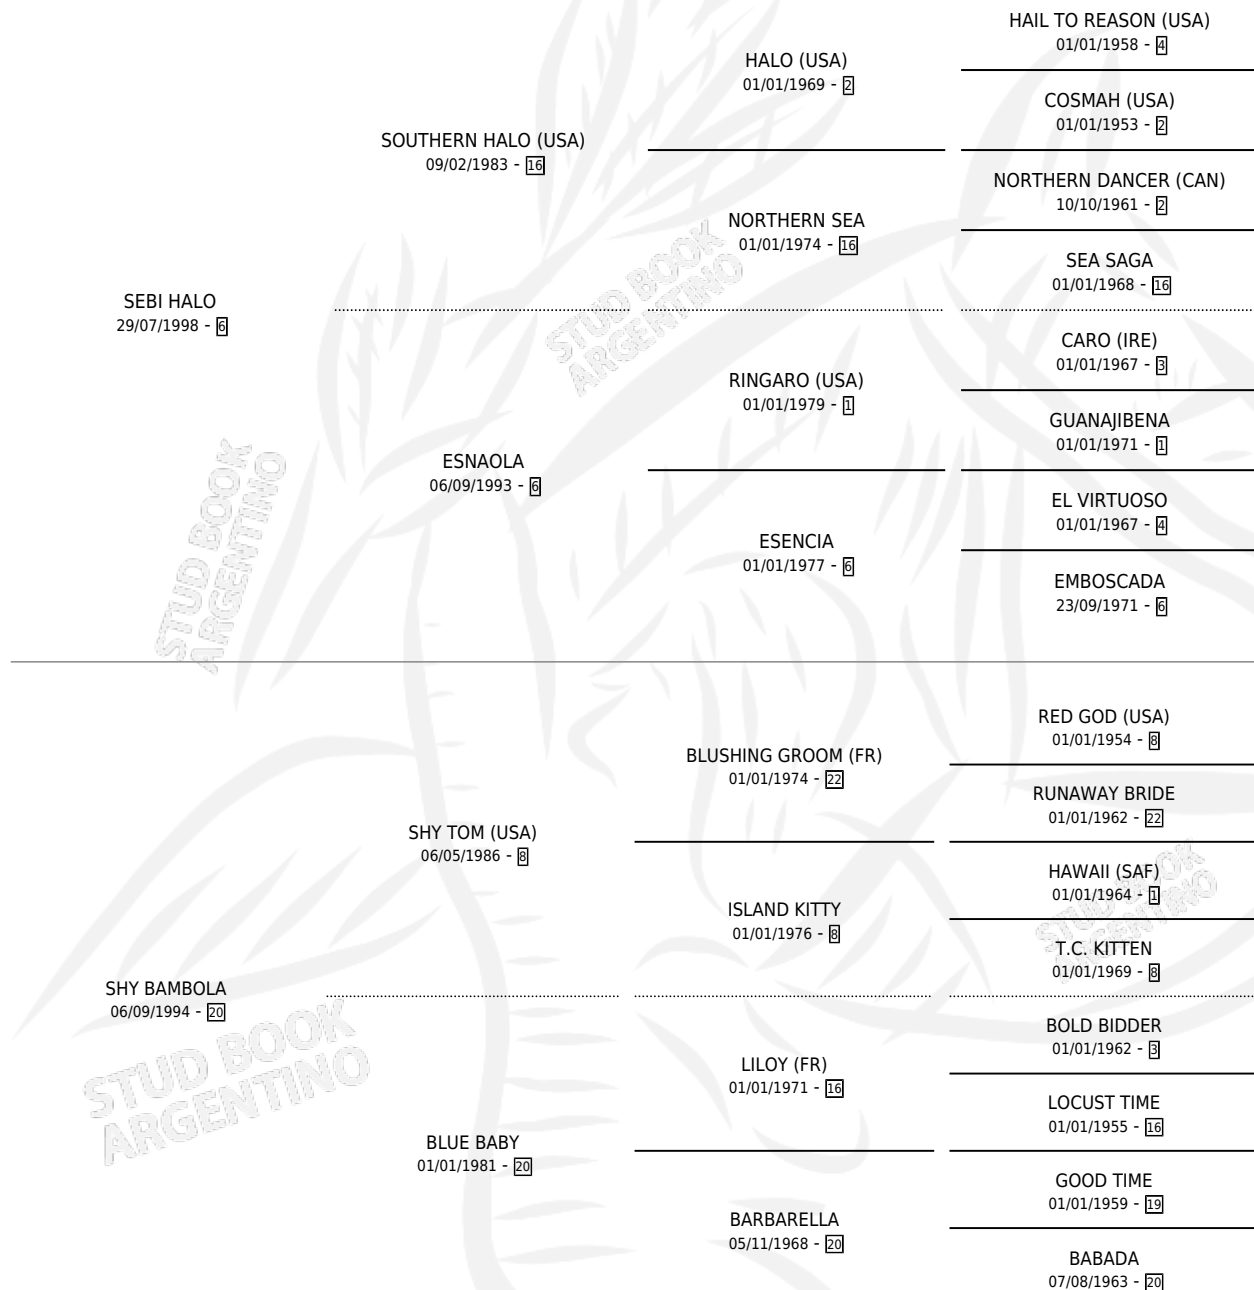 HAIL TO REASON (USA)
01/01/1958 - 4
HALO (USA)
01/01/1969 - 2
COSMAH (USA)
01/01/1953 - 2
SOUTHERN HALO (USA)
09/02/1983 - 16
NORTHERN DANCER (CAN)
10/10/1961 - 2
NORTHERN SEA
01/01/1974 - 16
SEA SAGA
01/01/1968 - 16
STUD BOOK
ARGENTINO
SEBI HALO
29/07/1998 - 6
CARO (IRE)
01/01/1967 - 3
RINGARO (USA)
01/01/1979 - 1
GUANAJIBENA
01/01/1971 - 1
ESNAOLA
06/09/1993 - 6
EL VIRTUOSO
01/01/1967 - 4
ESENCIA
01/01/1977 - 6
EMBOSCADA
23/09/1971 - 6
STUD BOOK
ARGENTINO
RED GOD (USA)
01/01/1954 - 8
BLUSHING GROOM (FR)
01/01/1974 - 22
RUNAWAY BRIDE
01/01/1962 - 22
SHY TOM (USA)
06/05/1986 - 8
HAWAII (SAF)
01/01/1964 - 1
ISLAND KITTY
01/01/1976 - 8
STUD BOOK
ARGENTINO
T.C. KITTEN
01/01/1969 - 8
SHY BAMBOLA
06/09/1994 - 20
STUD BOOK
ARGENTINO
BOLD BIDDER
01/01/1962 - 3
LILOY (FR)
01/01/1971 - 16
LOCUST TIME
01/01/1955 - 16
BLUE BABY
01/01/1981 - 20
GOOD TIME
01/01/1959 - 19
BARBARELLA
05/11/1968 - 20
BABADA
07/08/1963 - 20